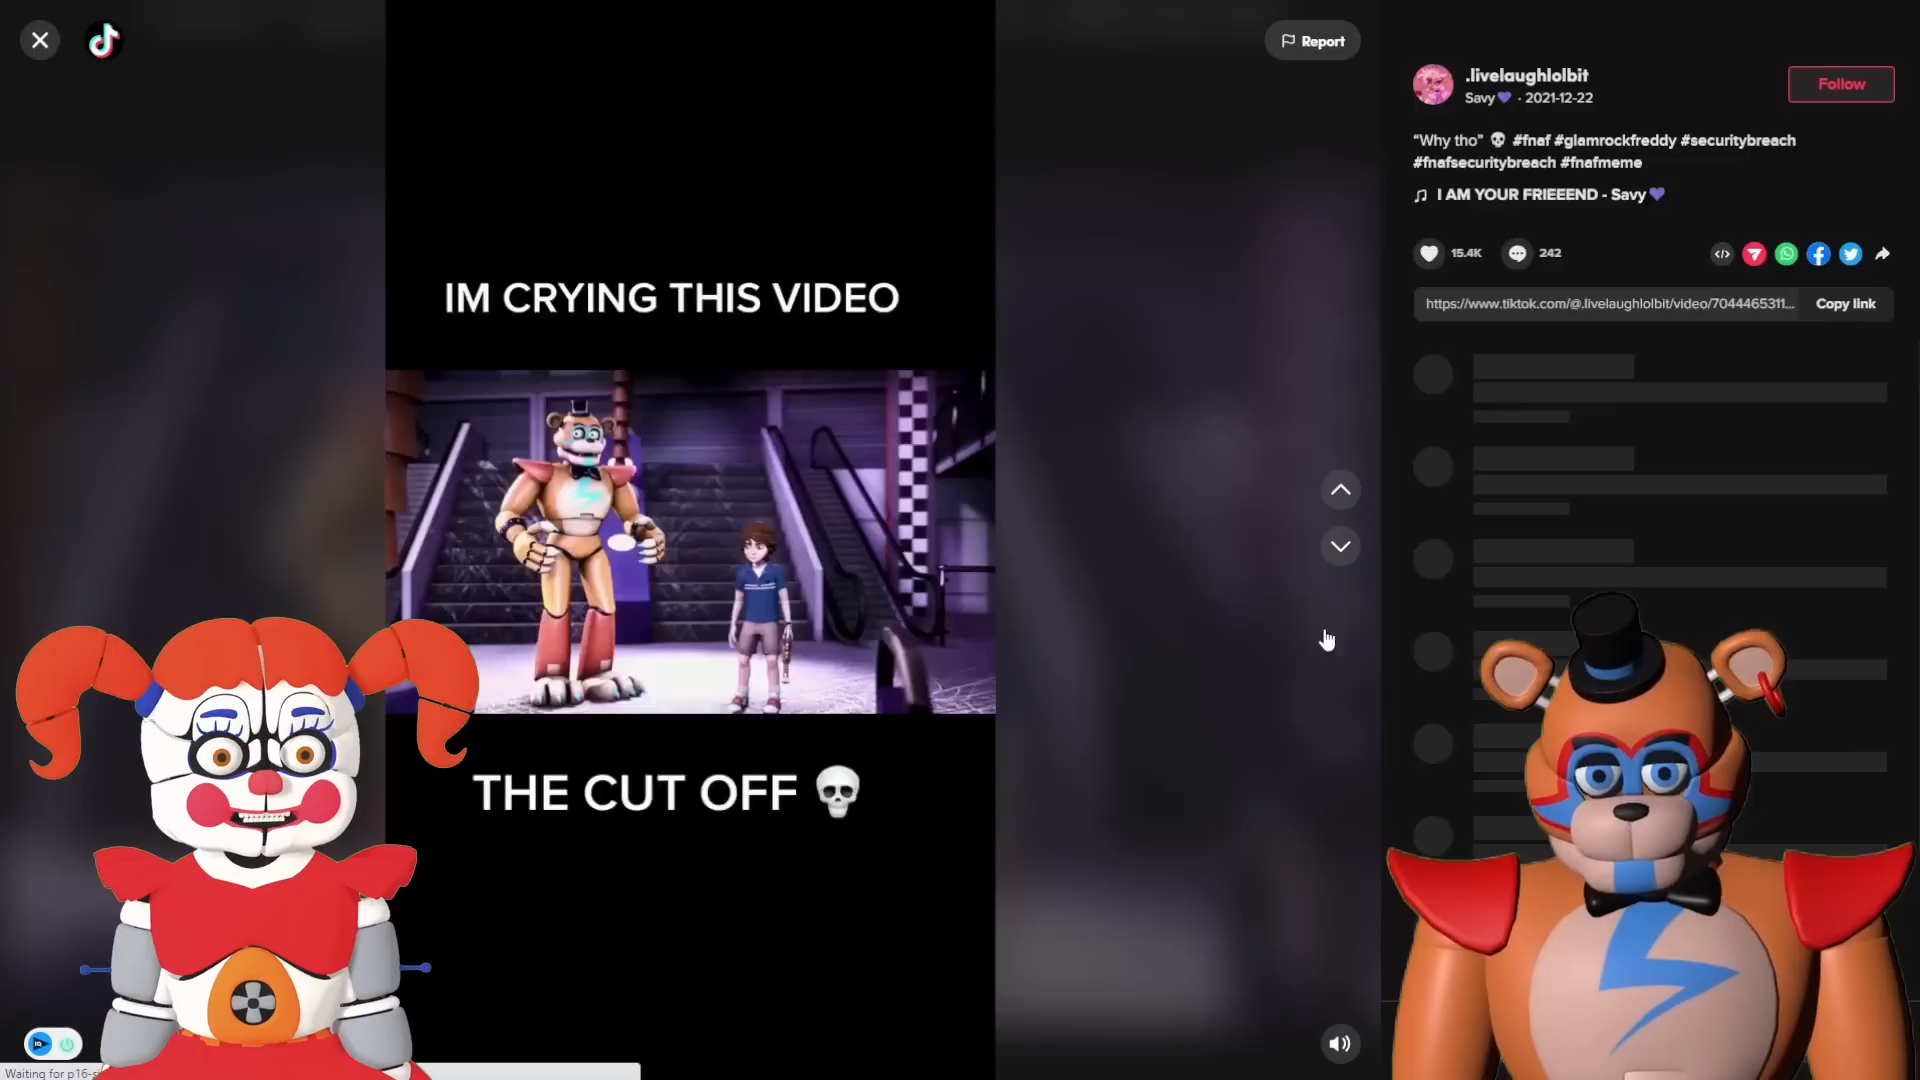 Report
.livelaughlolbit
Savy💜 · 2021-12-22
Follow
“Why tho” 💀 #fnaf #glamrockfreddy #securitybreach
#fnafsecuritybreach #fnafmeme
♫ I AM YOUR FRIEEEND - Savy💜
15.4K
242
https://www.tiktok.com/@.livelaughlolbit/video/7044465311...
Copy link
IM CRYING THIS VIDEO
THE CUT OFF 💀
Waiting for p16-s